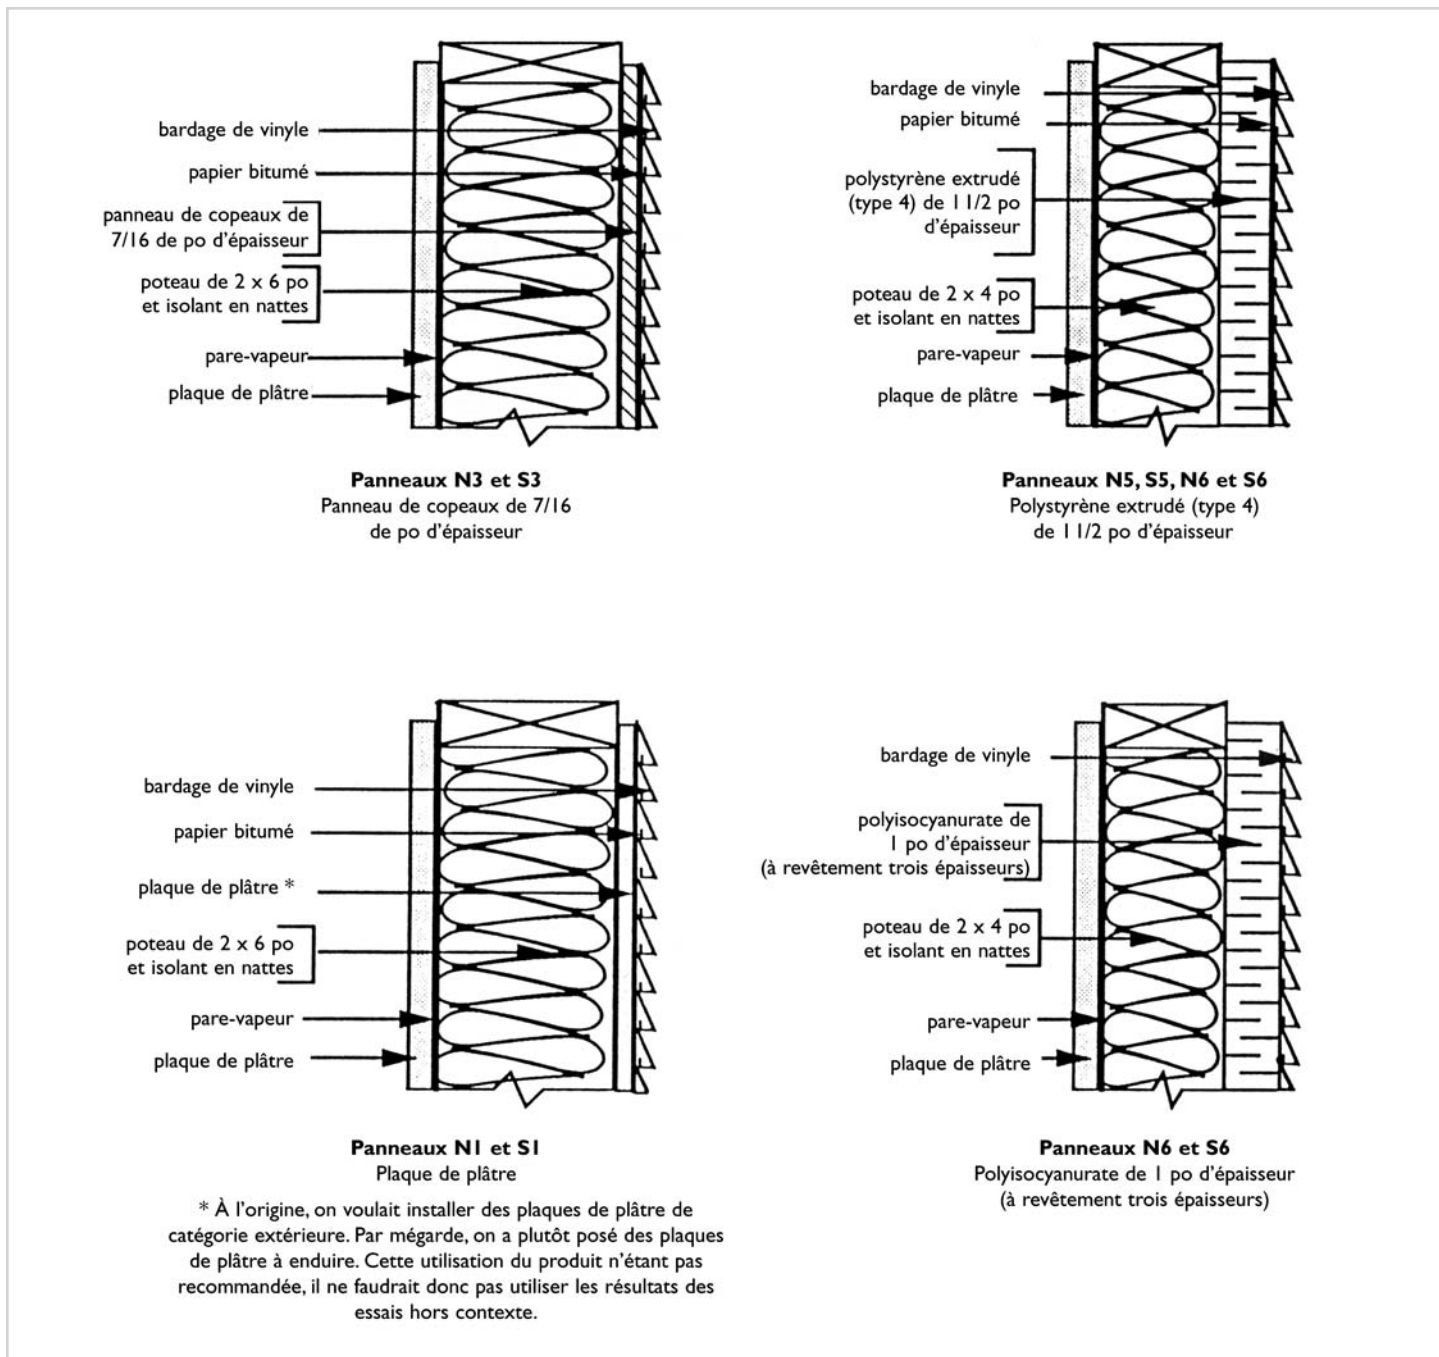 bardage de vinyle
papier bitumé
panneau de copeaux de
7/16 de po d'épaisseur
poteau de 2 x 6 po
et isolant en nattes
pare-vapeur
plaque de plâtre
Panneaux N3 et S3
Panneau de copeaux de 7/16
de po d'épaisseur
bardage de vinyle
papier bitumé
polystyrène extrudé
(type 4) de 1 1/2 po
d'épaisseur
poteau de 2 x 4 po
et isolant en nattes
pare-vapeur
plaque de plâtre
Panneaux N5, S5, N6 et S6
Polystyrène extrudé (type 4)
de 1 1/2 po d'épaisseur
bardage de vinyle
papier bitumé
plaque de plâtre *
poteau de 2 x 6 po
et isolant en nattes
pare-vapeur
plaque de plâtre
Panneaux N1 et S1
Plaque de plâtre
* À l'origine, on voulait installer des plaques de plâtre de
catégorie extérieure. Par mégarde, on a plutôt posé des plaques
de plâtre à enduire. Cette utilisation du produit n'étant pas
recommandée, il ne faudrait donc pas utiliser les résultats des
essais hors contexte.
bardage de vinyle
polyisocyanurate de
1 po d'épaisseur
(à revêtement trois épaisseurs)
poteau de 2 x 4 po
et isolant en nattes
pare-vapeur
plaque de plâtre
Panneaux N6 et S6
Polyisocyanurate de 1 po d'épaisseur
(à revêtement trois épaisseurs)